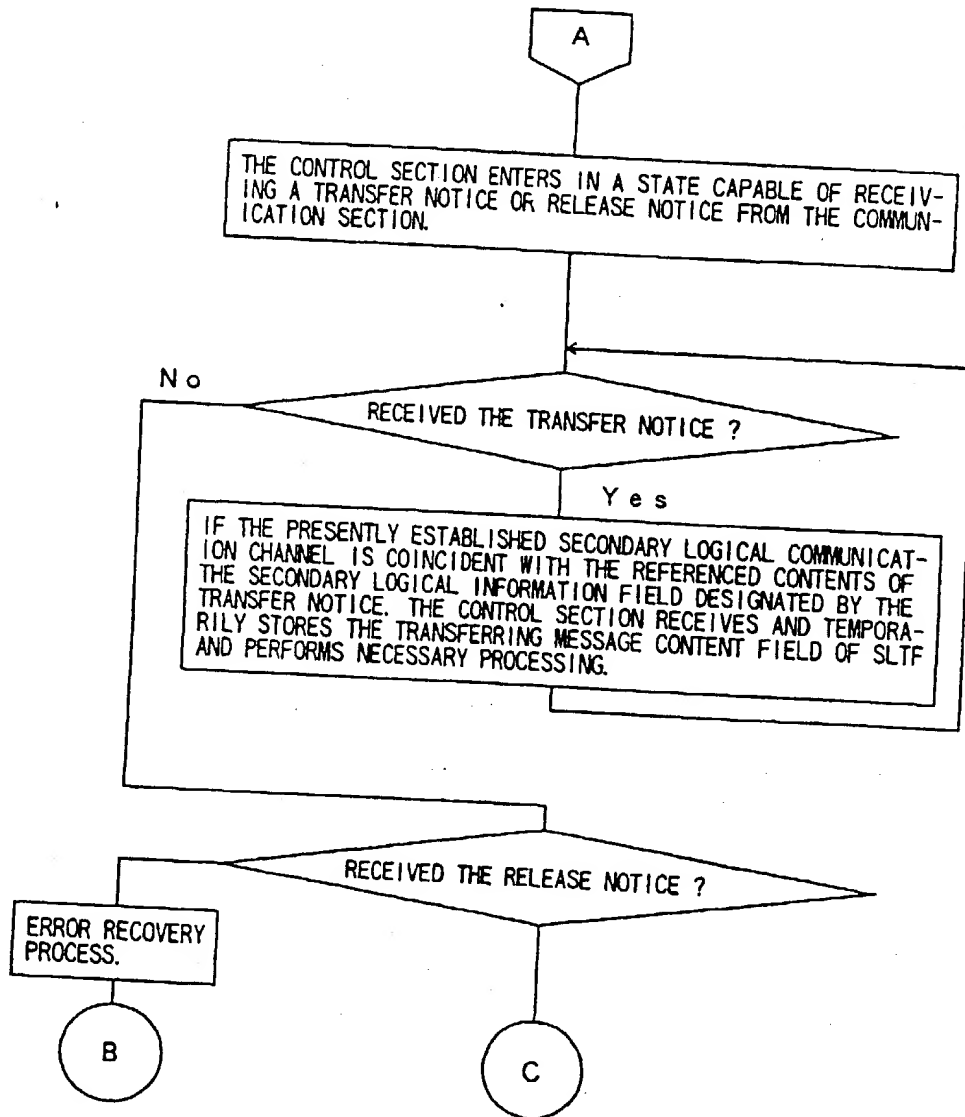 A
THE CONTROL SECTION ENTERS IN A STATE CAPABLE OF RECEIV-
ING A TRANSFER NOTICE OR RELEASE NOTICE FROM THE COMMUN-
ICATION SECTION.
No
RECEIVED THE TRANSFER NOTICE ?
Yes
IF THE PRESENTLY ESTABLISHED SECONDARY LOGICAL COMMUNICAT-
ION CHANNEL IS COINCIDENT WITH THE REFERENCED CONTENTS OF
THE SECONDARY LOGICAL INFORMATION FIELD DESIGNATED BY THE
TRANSFER NOTICE. THE CONTROL SECTION RECEIVES AND TEMPORA-
RILY STORES THE TRANSFERRING MESSAGE CONTENT FIELD OF SLTF
AND PERFORMS NECESSARY PROCESSING.
RECEIVED THE RELEASE NOTICE ?
ERROR RECOVERY
PROCESS.
B
C